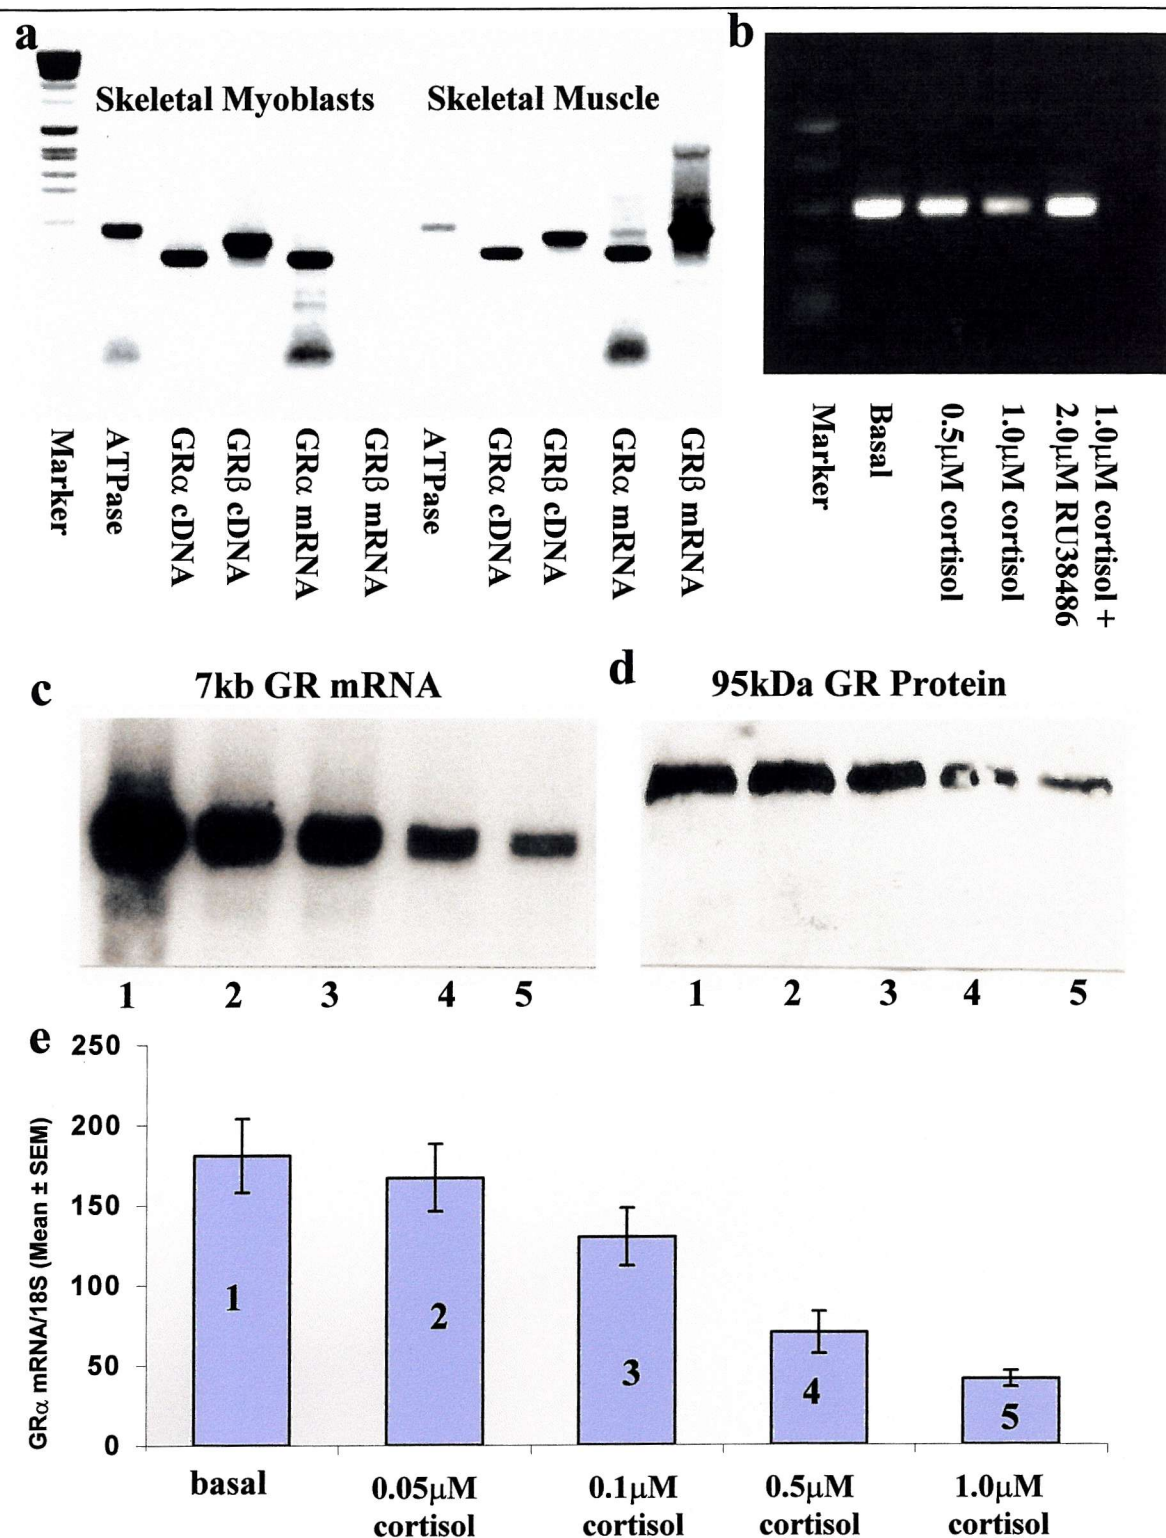 a
Skeletal Myoblasts
Skeletal Muscle
Marker
ATPase
GRα cDNA
GRβ cDNA
GRα mRNA
GRβ mRNA
ATPase
GRα cDNA
GRβ cDNA
GRα mRNA
GRβ mRNA
b
Marker
Basal
0.5μM cortisol
1.0μM cortisol
1.0μM cortisol +
2.0μM RU38486
c
7kb GR mRNA
1 2 3 4 5
d
95kDa GR Protein
1 2 3 4 5
e
GRα mRNA/18S (Mean ± SEM)
250
200
150
100
50
0
1
2
3
4
5
basal
0.05μM
cortisol
0.1μM
cortisol
0.5μM
cortisol
1.0μM
cortisol